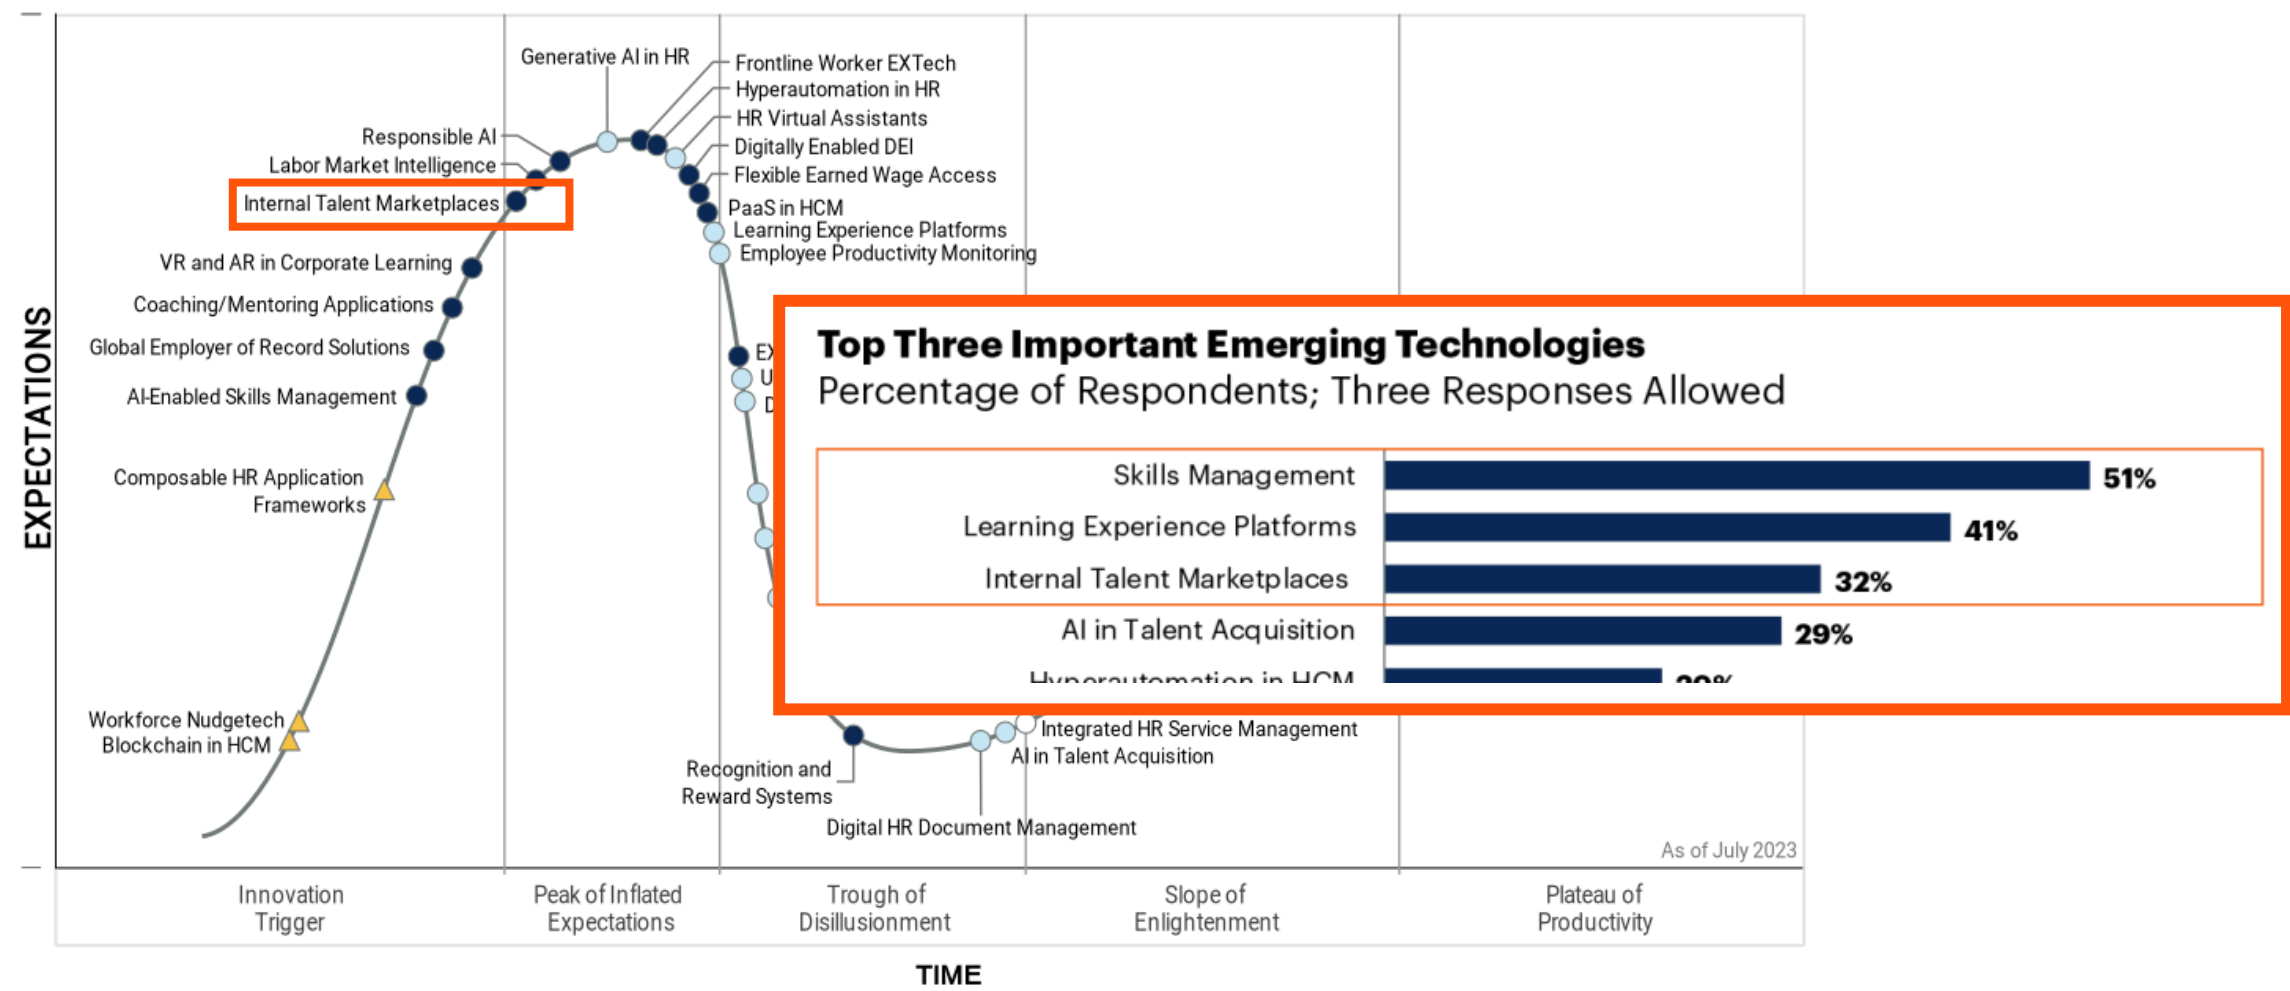 Generative AI in HR
Frontline Worker EXTech
Hyperautomation in HR
HR Virtual Assistants
Digitally Enabled DEI
Flexible Earned Wage Access
PaaS in HCM
Learning Experience Platforms
Employee Productivity Monitoring
Responsible AI
Labor Market Intelligence
Internal Talent Marketplaces
VR and AR in Corporate Learning
Coaching/Mentoring Applications
Global Employer of Record Solutions
AI-Enabled Skills Management
Composable HR Application
Frameworks
Workforce Nudgetech
Blockchain in HCM
EXPECTATIONS
Top Three Important Emerging Technologies
Percentage of Respondents; Three Responses Allowed
Skills Management 51%
Learning Experience Platforms 41%
Internal Talent Marketplaces 32%
AI in Talent Acquisition 29%
Hyperautomation in HCM
Integrated HR Service Management
AI in Talent Acquisition
Recognition and
Reward Systems
Digital HR Document Management
As of July 2023
Innovation
Trigger
Peak of Inflated
Expectations
Trough of
Disillusionment
Slope of
Enlightenment
Plateau of
Productivity
TIME